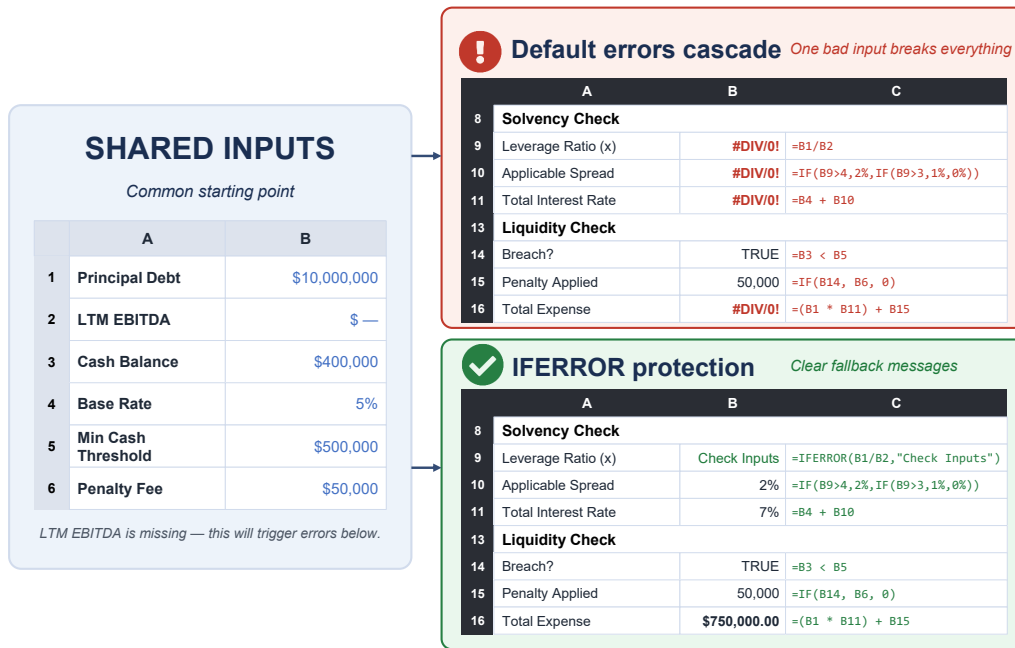 SHARED INPUTS
Common starting point
A B
1 Principal Debt $10,000,000
2 LTM EBITDA $ —
3 Cash Balance $400,000
4 Base Rate 5%
5 Min Cash Threshold $500,000
6 Penalty Fee $50,000
LTM EBITDA is missing — this will trigger errors below.
! Default errors cascade One bad input breaks everything
A B C
8 Solvency Check
9 Leverage Ratio (x) #DIV/0! =B1/B2
10 Applicable Spread #DIV/0! =IF(B9>4,2%,IF(B9>3,1%,0%))
11 Total Interest Rate #DIV/0! =B4 + B10
13 Liquidity Check
14 Breach? TRUE =B3 < B5
15 Penalty Applied 50,000 =IF(B14, B6, 0)
16 Total Expense #DIV/0! =(B1 * B11) + B15
IFERROR protection Clear fallback messages
A B C
8 Solvency Check
9 Leverage Ratio (x) Check Inputs =IFERROR(B1/B2,"Check Inputs")
10 Applicable Spread 2% =IF(B9>4,2%,IF(B9>3,1%,0%))
11 Total Interest Rate 7% =B4 + B10
13 Liquidity Check
14 Breach? TRUE =B3 < B5
15 Penalty Applied 50,000 =IF(B14, B6, 0)
16 Total Expense $750,000.00 =(B1 * B11) + B15